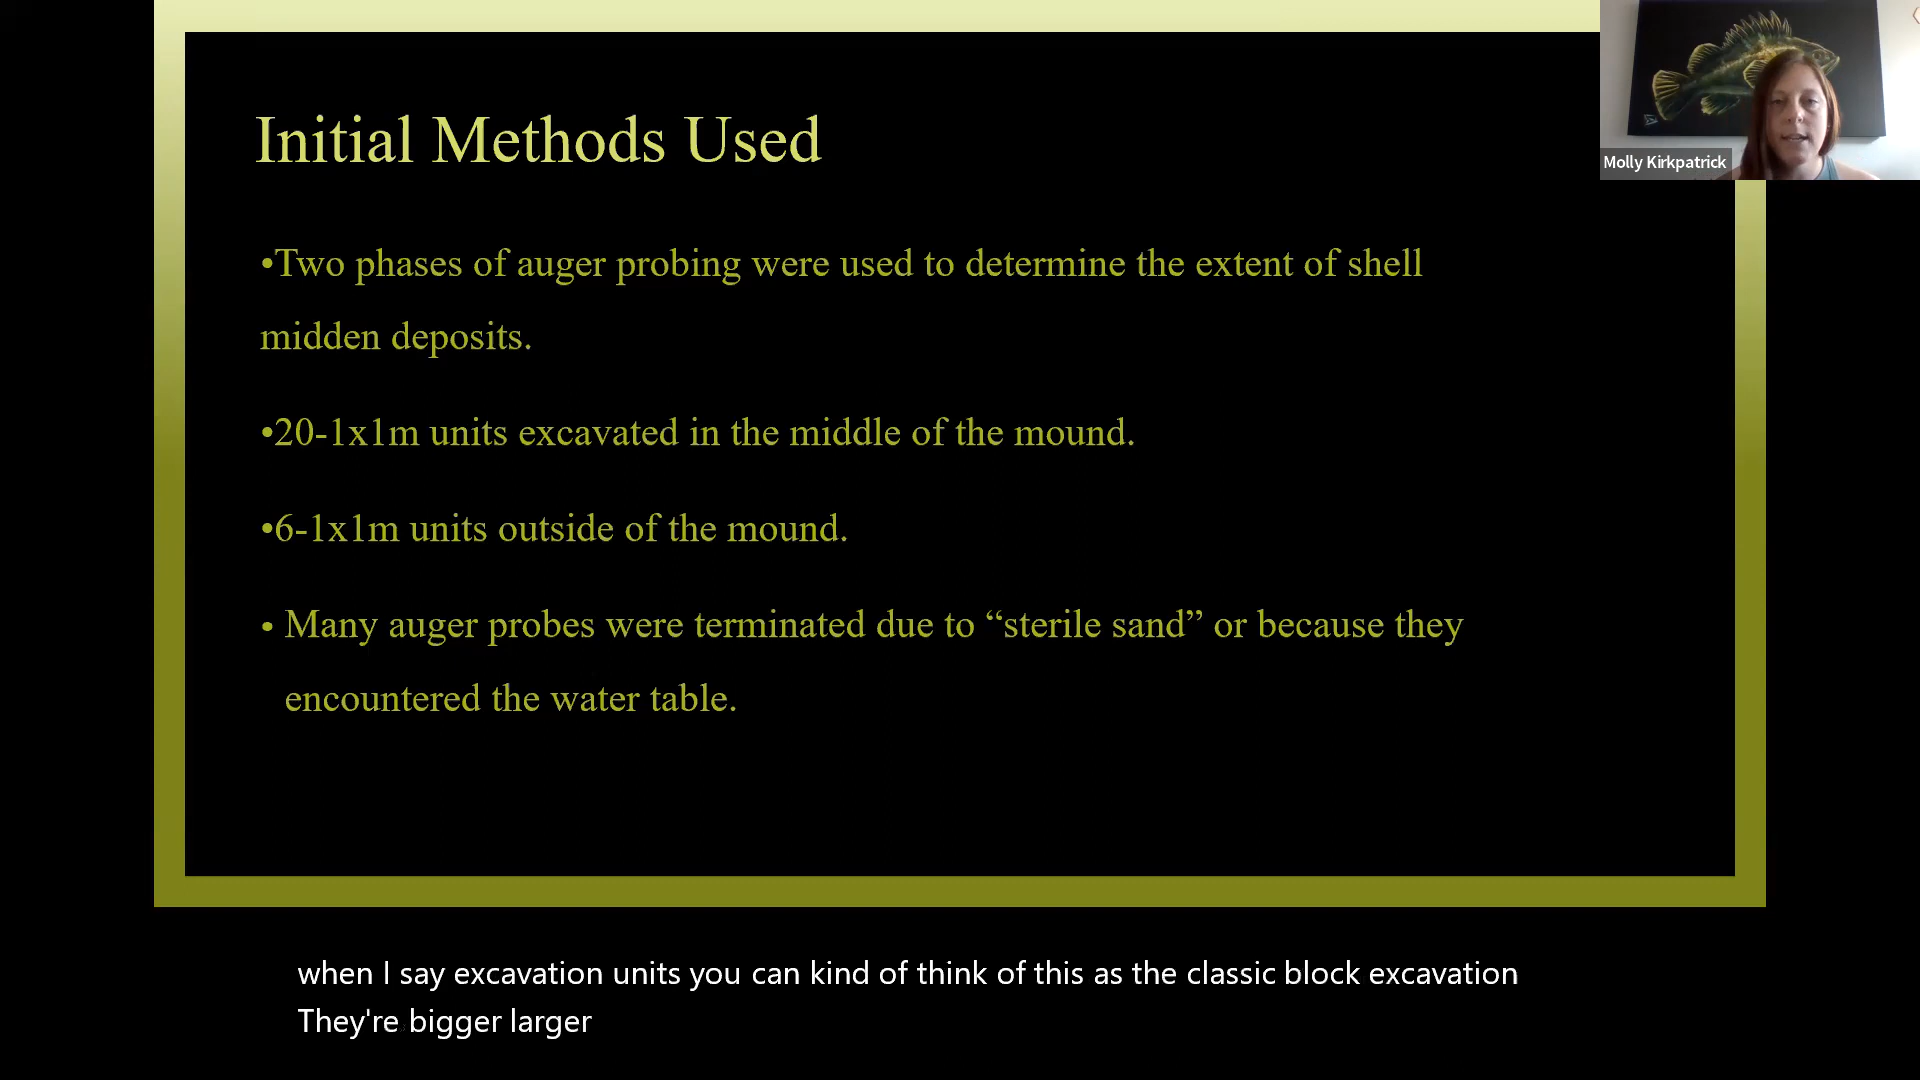 Initial Methods Used
Molly Kirkpatrick
•Two phases of auger probing were used to determine the extent of shell
midden deposits.
•20-1x1m units excavated in the middle of the mound.
•6-1x1m units outside of the mound.
• Many auger probes were terminated due to “sterile sand” or because they
encountered the water table.
when I say excavation units you can kind of think of this as the classic block excavation
They're bigger larger